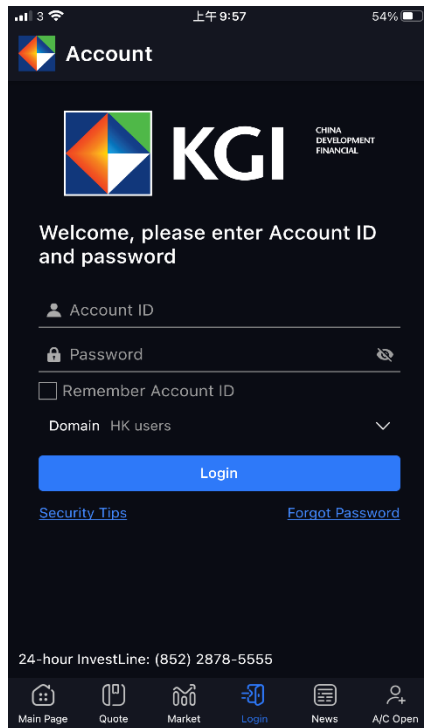 3 上午9:57 54%
Account
KGI
CHINA
DEVELOPMENT
FINANCIAL
Welcome, please enter Account ID
and password
Account ID
Password
Remember Account ID
Domain HK users
Login
Security Tips Forgot Password
24-hour InvestLine: (852) 2878-5555
Main Page Quote Market Login News A/C Open